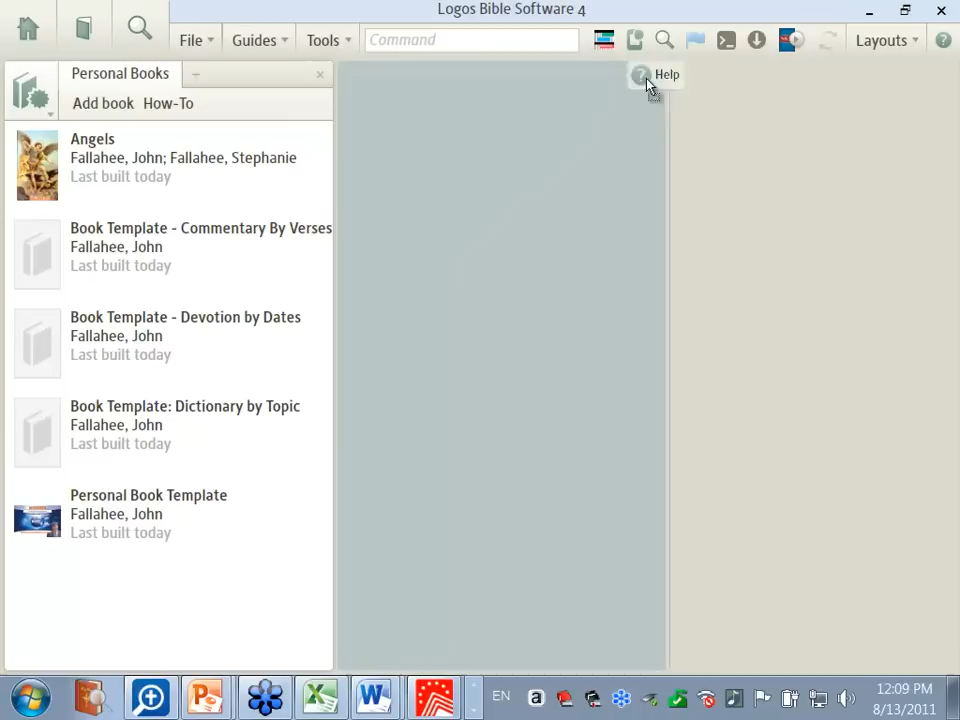 Logos Bible Software 4
File Guides Tools Command Layouts
Personal Books
Add book How-To
Help
Angels
Fallahee, John; Fallahee, Stephanie
Last built today
Book Template - Commentary By Verses
Fallahee, John
Last built today
Book Template - Devotion by Dates
Fallahee, John
Last built today
Book Template: Dictionary by Topic
Fallahee, John
Last built today
Personal Book Template
Fallahee, John
Last built today
EN
12:09 PM
8/13/2011